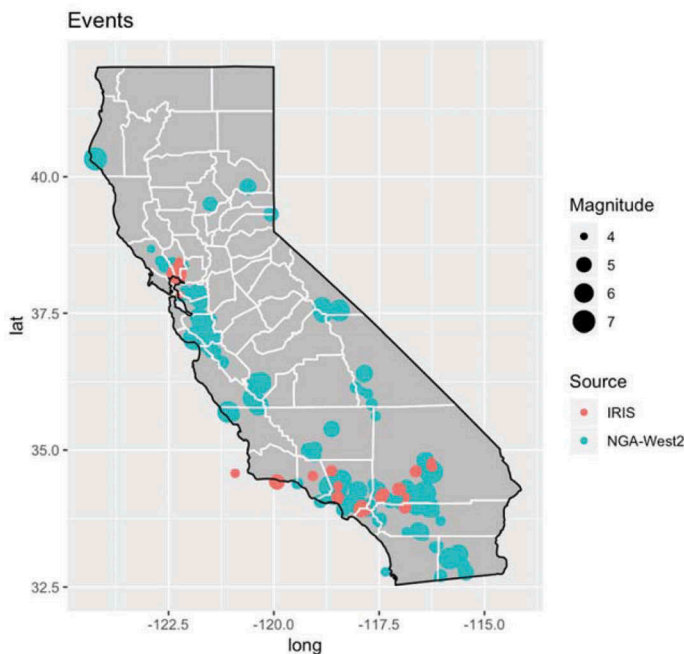 Events
40.0
37.5
35.0
32.5
lat
-122.5
-120.0
-117.5
-115.0
long
Magnitude
4
5
6
7
Source
IRIS
NGA-West2